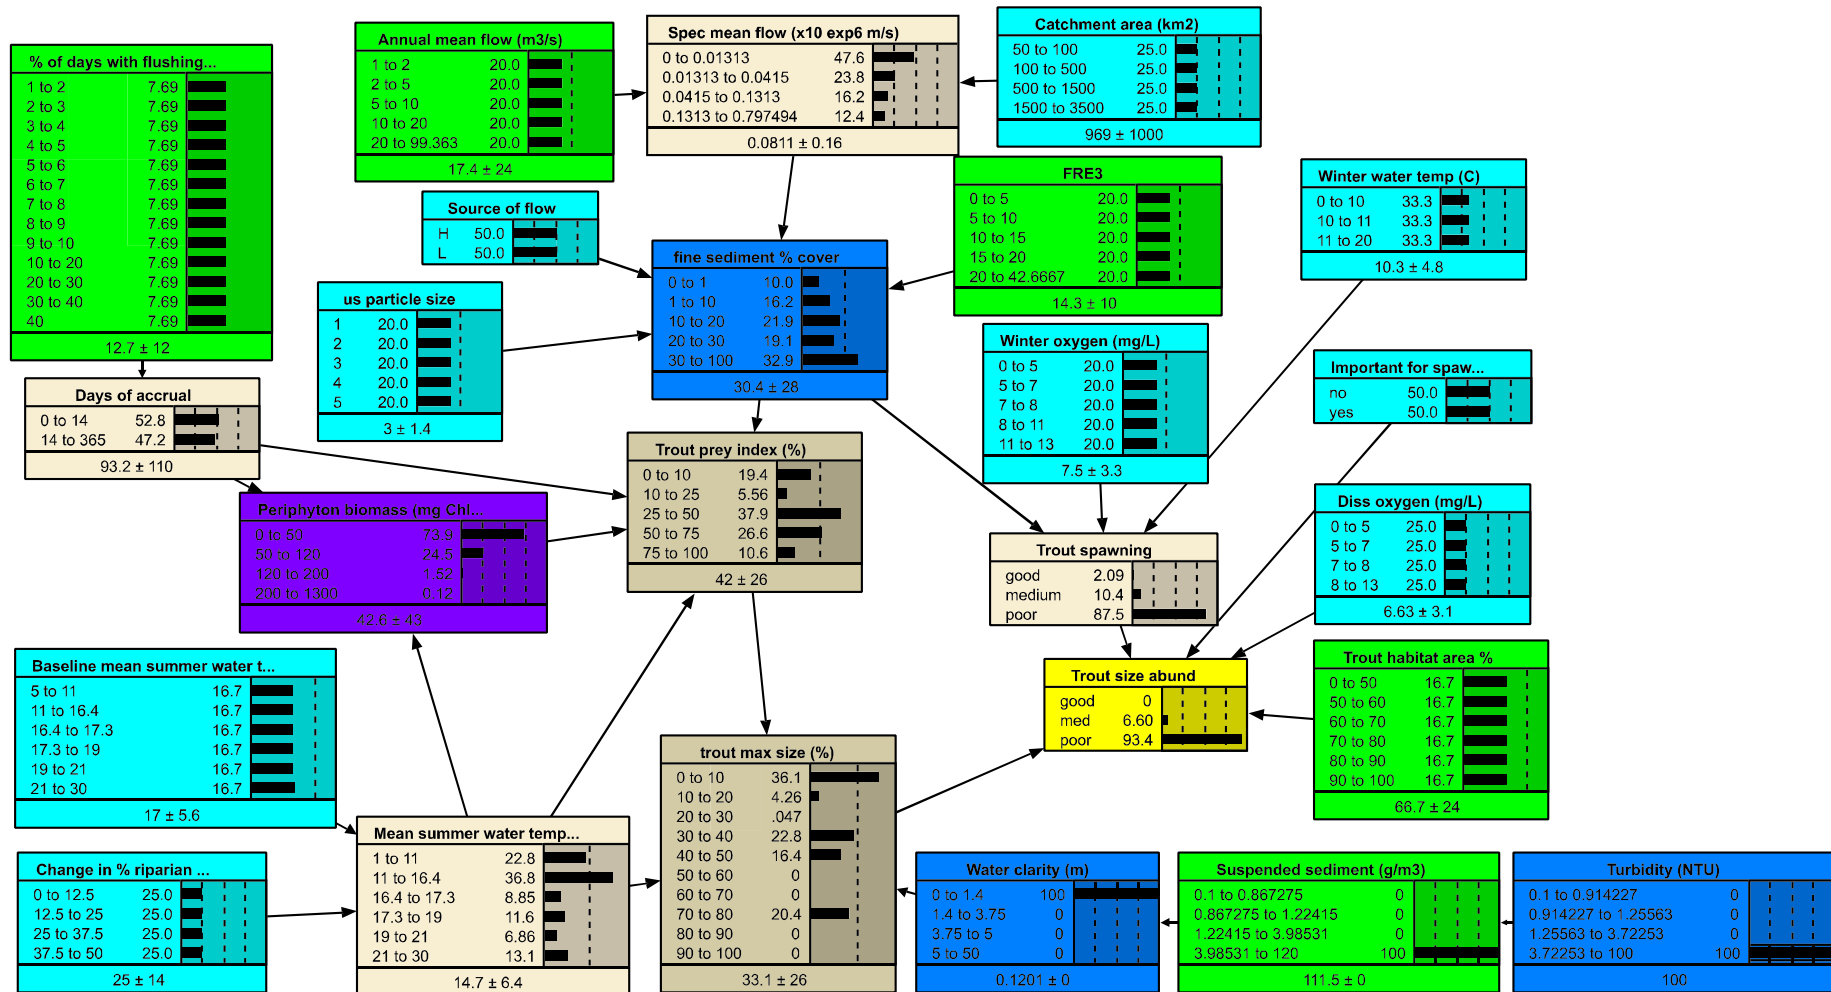 % of days with flushing...
1 to 2 7.69
2 to 3 7.69
3 to 4 7.69
4 to 5 7.69
5 to 6 7.69
6 to 7 7.69
7 to 8 7.69
8 to 9 7.69
9 to 10 7.69
10 to 20 7.69
20 to 30 7.69
30 to 40 7.69
40 7.69
12.7 ± 12
Annual mean flow (m3/s)
1 to 2 20.0
2 to 5 20.0
5 to 10 20.0
10 to 20 20.0
20 to 99.363 20.0
17.4 ± 24
Spec mean flow (x10 exp6 m/s)
0 to 0.01313 47.6
0.01313 to 0.0415 23.8
0.0415 to 0.1313 16.2
0.1313 to 0.797494 12.4
0.0811 ± 0.16
Catchment area (km2)
50 to 100 25.0
100 to 500 25.0
500 to 1500 25.0
1500 to 3500 25.0
969 ± 1000
Source of flow
H 50.0
L 50.0
FRE3
0 to 5 20.0
5 to 10 20.0
10 to 15 20.0
15 to 20 20.0
20 to 42.6667 20.0
14.3 ± 10
Winter water temp (C)
0 to 10 33.3
10 to 11 33.3
11 to 20 33.3
10.3 ± 4.8
us particle size
1 20.0
2 20.0
3 20.0
4 20.0
5 20.0
3 ± 1.4
fine sediment % cover
0 to 1 10.0
1 to 10 16.2
10 to 20 21.9
20 to 30 19.1
30 to 100 32.9
30.4 ± 28
Winter oxygen (mg/L)
0 to 5 20.0
5 to 7 20.0
7 to 8 20.0
8 to 11 20.0
11 to 13 20.0
7.5 ± 3.3
Important for spaw...
no 50.0
yes 50.0
Days of accrual
0 to 14 52.8
14 to 365 47.2
93.2 ± 110
Trout prey index (%)
0 to 10 19.4
10 to 25 5.56
25 to 50 37.9
50 to 75 26.6
75 to 100 10.6
42 ± 26
Periphyton biomass (mg Chl...
0 to 50 73.9
50 to 120 24.5
120 to 200 1.52
200 to 1300 0.12
42.6 ± 43
Trout spawning
good 2.09
medium 10.4
poor 87.5
Diss oxygen (mg/L)
0 to 5 25.0
5 to 7 25.0
7 to 8 25.0
8 to 13 25.0
6.63 ± 3.1
Baseline mean summer water t...
5 to 11 16.7
11 to 16.4 16.7
16.4 to 17.3 16.7
17.3 to 19 16.7
19 to 21 16.7
21 to 30 16.7
17 ± 5.6
Trout size abund
good 0
med 6.60
poor 93.4
Trout habitat area %
0 to 50 16.7
50 to 60 16.7
60 to 70 16.7
70 to 80 16.7
80 to 90 16.7
90 to 100 16.7
66.7 ± 24
trout max size (%)
0 to 10 36.1
10 to 20 4.26
20 to 30 .047
30 to 40 22.8
40 to 50 16.4
50 to 60 0
60 to 70 0
70 to 80 20.4
80 to 90 0
90 to 100 0
33.1 ± 26
Change in % riparian ...
0 to 12.5 25.0
12.5 to 25 25.0
25 to 37.5 25.0
37.5 to 50 25.0
25 ± 14
Mean summer water temp...
1 to 11 22.8
11 to 16.4 36.8
16.4 to 17.3 8.85
17.3 to 19 11.6
19 to 21 6.86
21 to 30 13.1
14.7 ± 6.4
Water clarity (m)
0 to 1.4 100
1.4 to 3.75 0
3.75 to 5 0
5 to 50 0
0.1201 ± 0
Suspended sediment (g/m3)
0.1 to 0.867275 0
0.867275 to 1.22415 0
1.22415 to 3.98531 0
3.98531 to 120 100
111.5 ± 0
Turbidity (NTU)
0.1 to 0.914227 0
0.914227 to 1.25563 0
1.25563 to 3.72253 0
3.72253 to 100 100
100